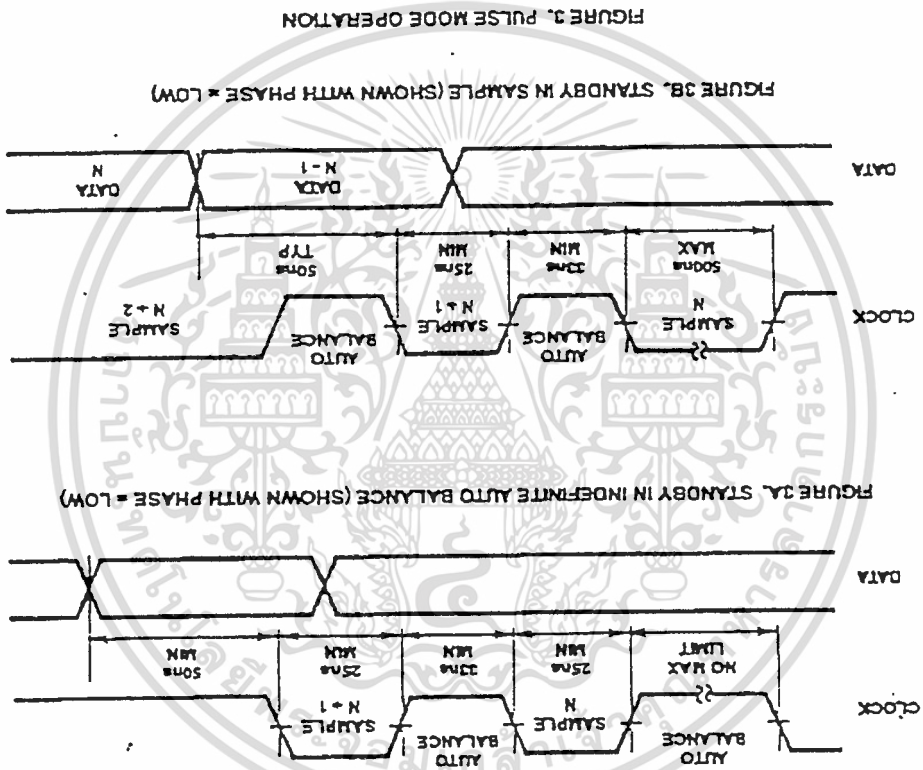 CLOCK
AUTO
BALANCE
SAMPLE
N
AUTO
BALANCE
SAMPLE
N + 1
NO MAX
LIMIT
25ns
MIN
33ns
MIN
25ns
MIN
50ns
MIN
DATA
FIGURE 3A. STANDBY IN INDEFINITE AUTO BALANCE (SHOWN WITH PHASE = LOW)
CLOCK
SAMPLE
N
AUTO
BALANCE
SAMPLE
N + 1
AUTO
BALANCE
SAMPLE
N + 2
500ns
MAX
33ns
MIN
25ns
MIN
50ns
TYP
DATA
DATA
N - 1
DATA
N
FIGURE 3B. STANDBY IN SAMPLE (SHOWN WITH PHASE = LOW)
FIGURE 3. PULSE MODE OPERATION